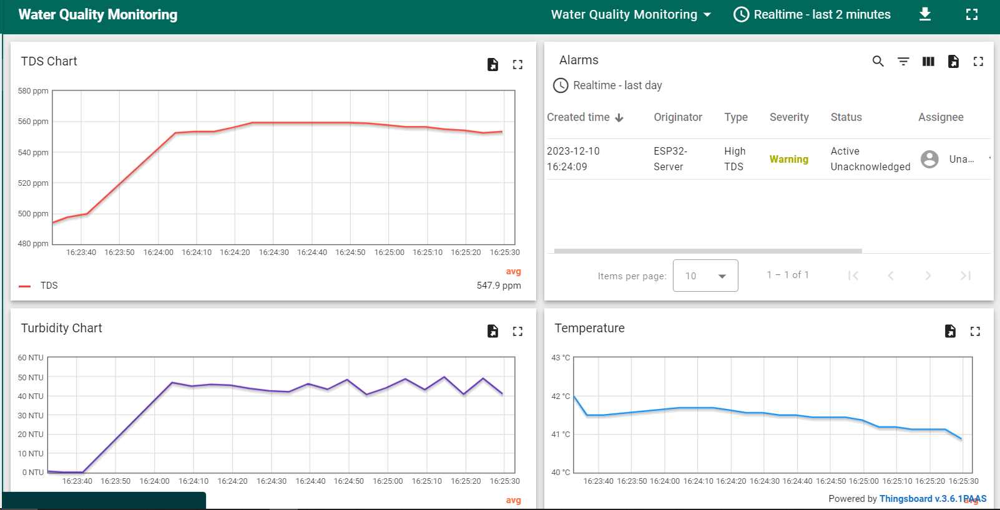 Water Quality Monitoring
Water Quality Monitoring
Realtime - last 2 minutes
TDS Chart
580 ppm
560 ppm
540 ppm
520 ppm
500 ppm
480 ppm
16:23:40 16:23:50 16:24:00 16:24:10 16:24:20 16:24:30 16:24:40 16:24:50 16:25:00 16:25:10 16:25:20 16:25:30
avg
TDS 547.9 ppm
Alarms
Realtime - last day
Created time Originator Type Severity Status Assignee
2023-12-10 ESP32- High Warning Active Una...
16:24:09 Server TDS Unacknowledged
Items per page: 10 1 – 1 of 1
Turbidity Chart
60 NTU
50 NTU
40 NTU
30 NTU
20 NTU
10 NTU
0 NTU
16:23:40 16:23:50 16:24:00 16:24:10 16:24:20 16:24:30 16:24:40 16:24:50 16:25:00 16:25:10 16:25:20 16:25:30
avg
Temperature
43 °C
42 °C
41 °C
40 °C
16:23:40 16:23:50 16:24:00 16:24:10 16:24:20 16:24:30 16:24:40 16:24:50 16:25:00 16:25:10 16:25:20 16:25:30
avg
Powered by Thingsboard v.3.6.1PAAS